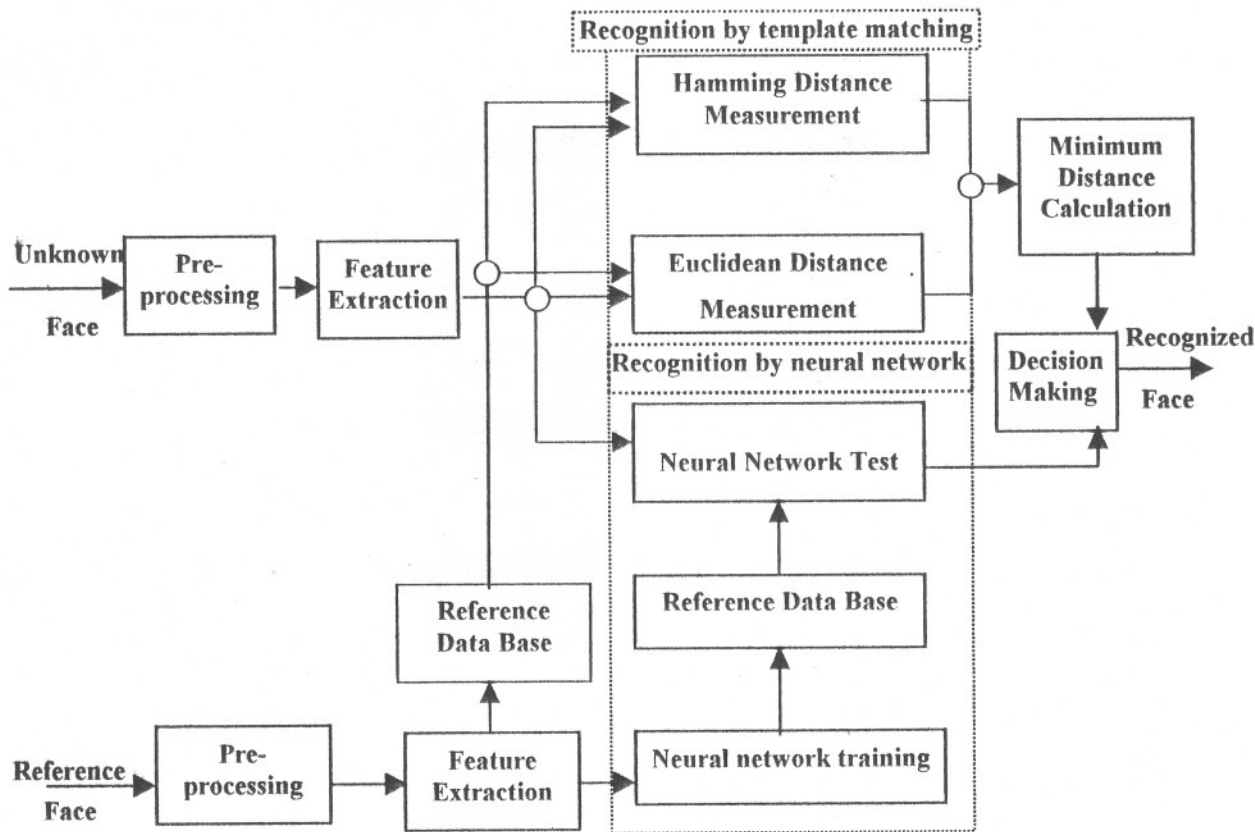 Recognition by template matching
Hamming Distance
Measurement
Minimum
Distance
Calculation
Unknown
Face
Pre-
processing
Feature
Extraction
Euclidean Distance
Measurement
Recognition by neural network
Decision
Making
Recognized
Face
Neural Network Test
Reference
Data Base
Reference Data Base
Reference
Face
Pre-
processing
Feature
Extraction
Neural network training